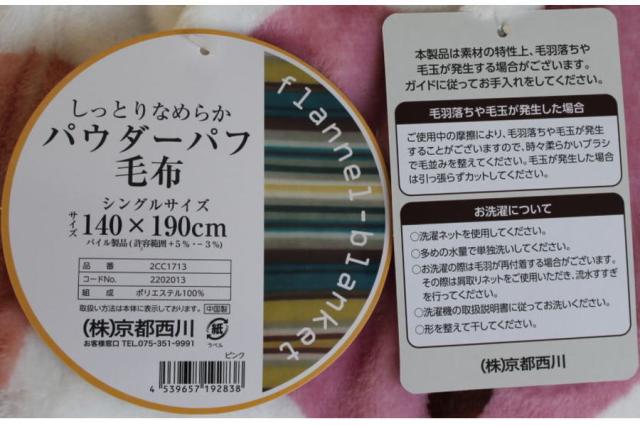 しっとりなめらか
パウダーパフ
毛布
シングルサイズ
サイズ 140×190cm
パイル製品(許容範囲+5%・-3%)
品番 2CC1713
コードNo. 2202013
組成 ポリエステル100%
取扱い方法は本体に表示しております。 中国製
(株)京都西川
お客様窓口 TEL.075-351-9991
紙
ラベル
ピンク
4 539657 192838
flannel-blanket
本製品は素材の特性上、毛羽落ちや
毛玉が発生する場合がございます。
ガイドに従ってお手入れをしてください。
毛羽落ちや毛玉が発生した場合
ご使用中の摩擦により、毛羽落ちや毛玉が発生
することがございますので、時々柔らかいブラシ
で毛並みを整えてください。毛玉が発生した場合
は引っ張らずカットしてください。
お洗濯について
○洗濯ネットを使用してください。
○多めの水量で単独洗いしてください。
○お洗濯の際は毛羽が再付着する場合がございます。
その際は屑取りネットをご使用いただき、流水すすぎ
を行ってください。
○洗濯機の取扱説明書に従ってお洗いください。
○形を整えて干してください。
(株)京都西川